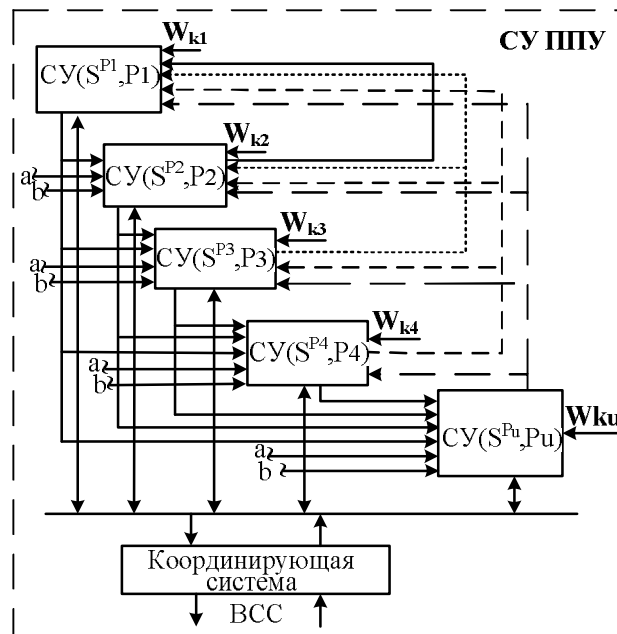 СУ ППУ
W_k1
СУ(S^P1,P1)
W_k2
a
b
СУ(S^P2,P2)
W_k3
a
b
СУ(S^P3,P3)
W_k4
a
b
СУ(S^P4,P4)
Wku
a
b
СУ(S^Pu,Pu)
Координирующая
система
ВСС